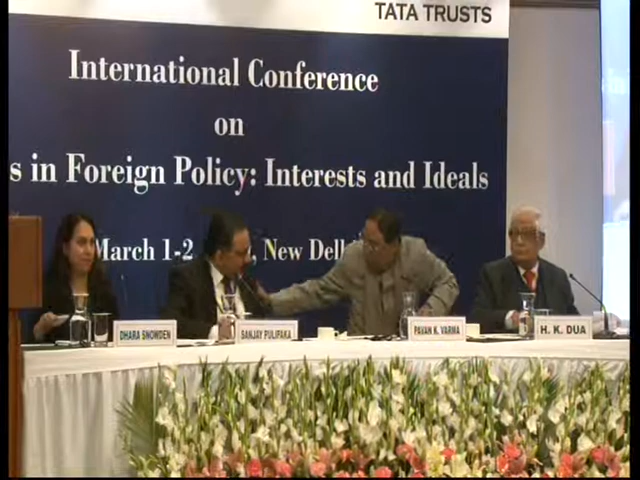 TATA TRUSTS
International Conference
on
s in Foreign Policy: Interests and Ideals
March 1-2 , New Delhi
DHARA SNOWDEN
SANJAY PULIPAKA
PAVAN K. VARMA
H. K. DUA